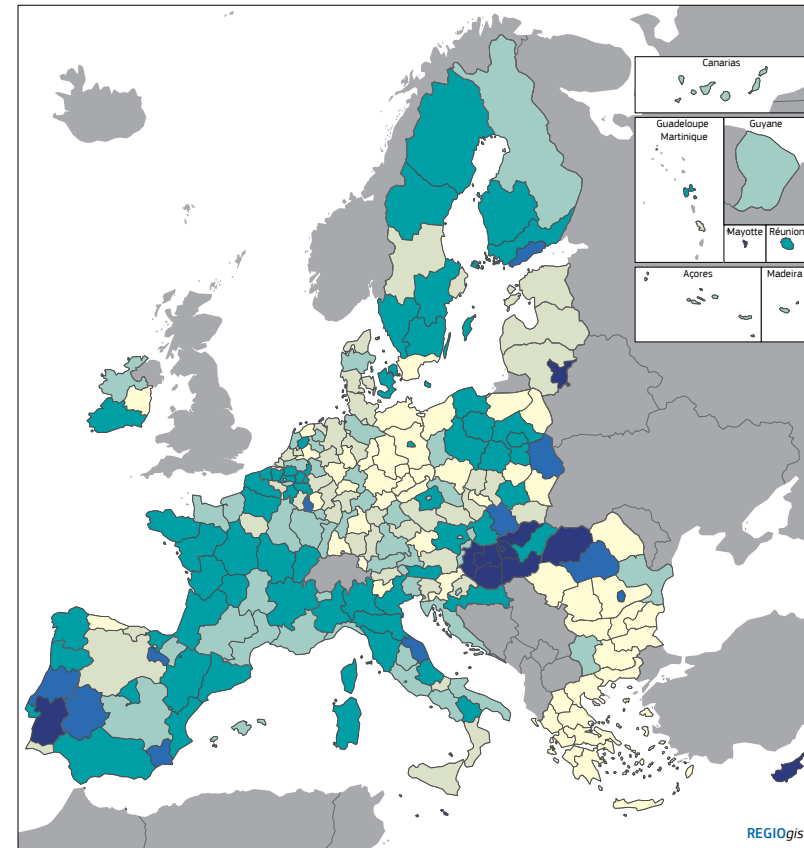 Canarias
Guadeloupe
Martinique
Guyane
Mayotte
Réunion
Açores
Madeira
REGIOgis